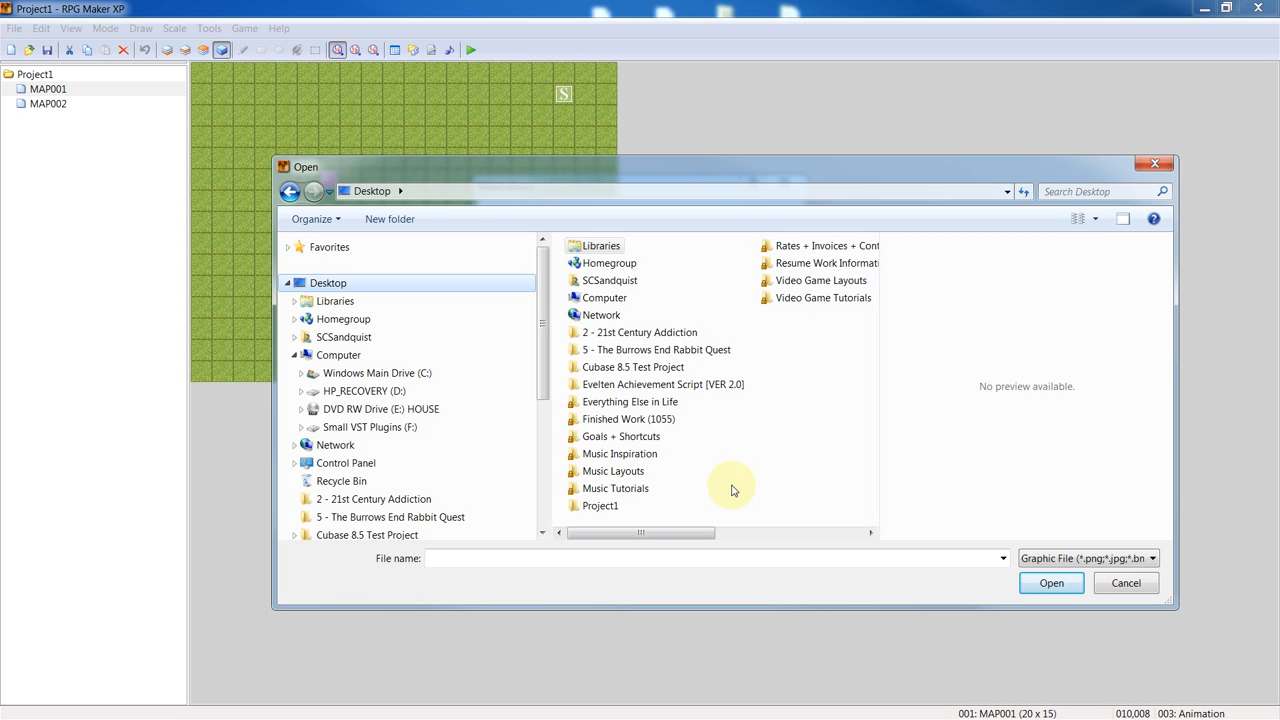 Project1 - RPG Maker XP
File Edit View Mode Draw Scale Tools Game Help
Project1
MAP001
MAP002
S
Open
Desktop
Search Desktop
Organize New folder
Favorites
Desktop
Libraries
Homegroup
SCSandquist
Computer
Windows Main Drive (C:)
HP_RECOVERY (D:)
DVD RW Drive (E:) HOUSE
Small VST Plugins (F:)
Network
Control Panel
Recycle Bin
2 - 21st Century Addiction
5 - The Burrows End Rabbit Quest
Cubase 8.5 Test Project
Libraries
Homegroup
SCSandquist
Computer
Network
2 - 21st Century Addiction
5 - The Burrows End Rabbit Quest
Cubase 8.5 Test Project
Evelten Achievement Script [VER 2.0]
Everything Else in Life
Finished Work (1055)
Goals + Shortcuts
Music Inspiration
Music Layouts
Music Tutorials
Project1
Rates + Invoices + Cont
Resume Work Informati
Video Game Layouts
Video Game Tutorials
No preview available.
File name:
Graphic File (*.png;*.jpg;*.bn
Open Cancel
001: MAP001 (20 x 15) 010,008 003: Animation